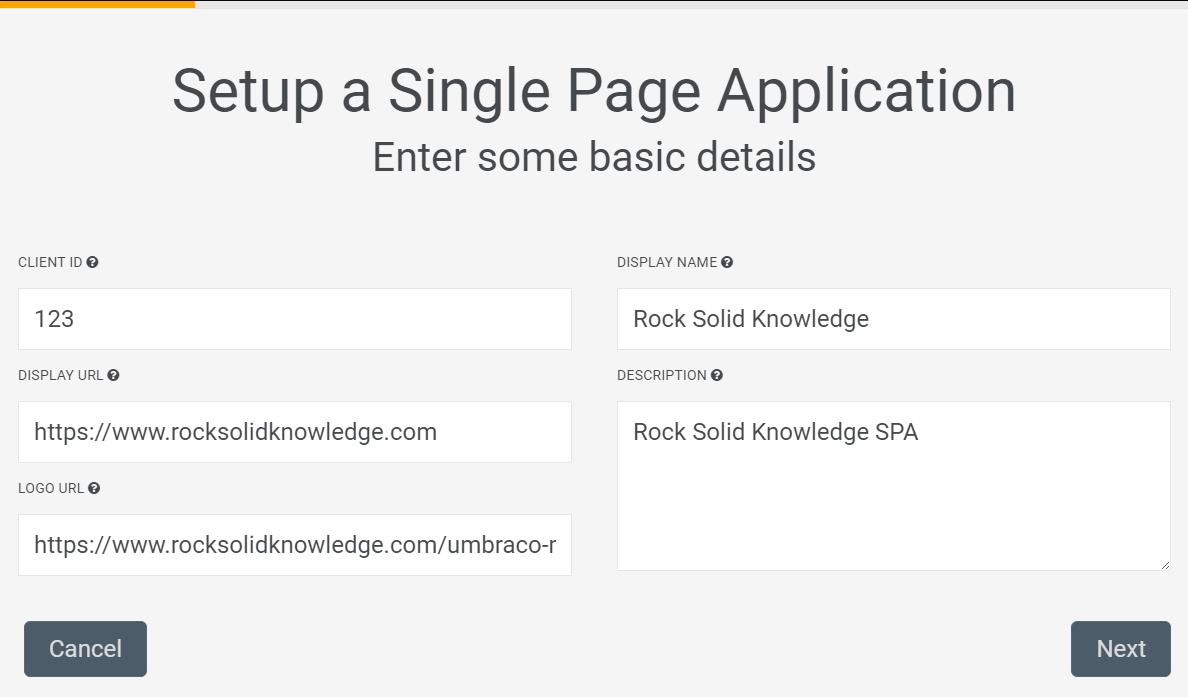 Setup a Single Page Application
Enter some basic details
CLIENT ID
123
DISPLAY NAME
Rock Solid Knowledge
DISPLAY URL
https://www.rocksolidknowledge.com
DESCRIPTION
Rock Solid Knowledge SPA
LOGO URL
https://www.rocksolidknowledge.com/umbraco-r
Cancel
Next